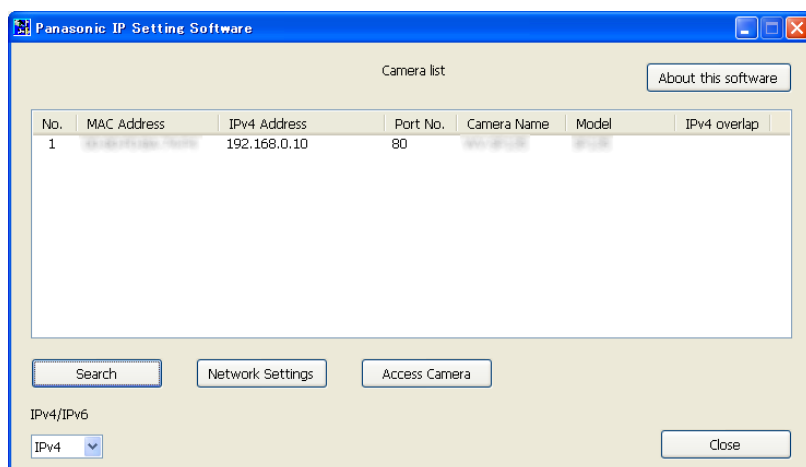 Panasonic IP Setting Software
Camera list
About this software
No. MAC Address IPv4 Address Port No. Camera Name Model IPv4 overlap
1 192.168.0.10 80
Search Network Settings Access Camera
IPv4/IPv6
IPv4
Close